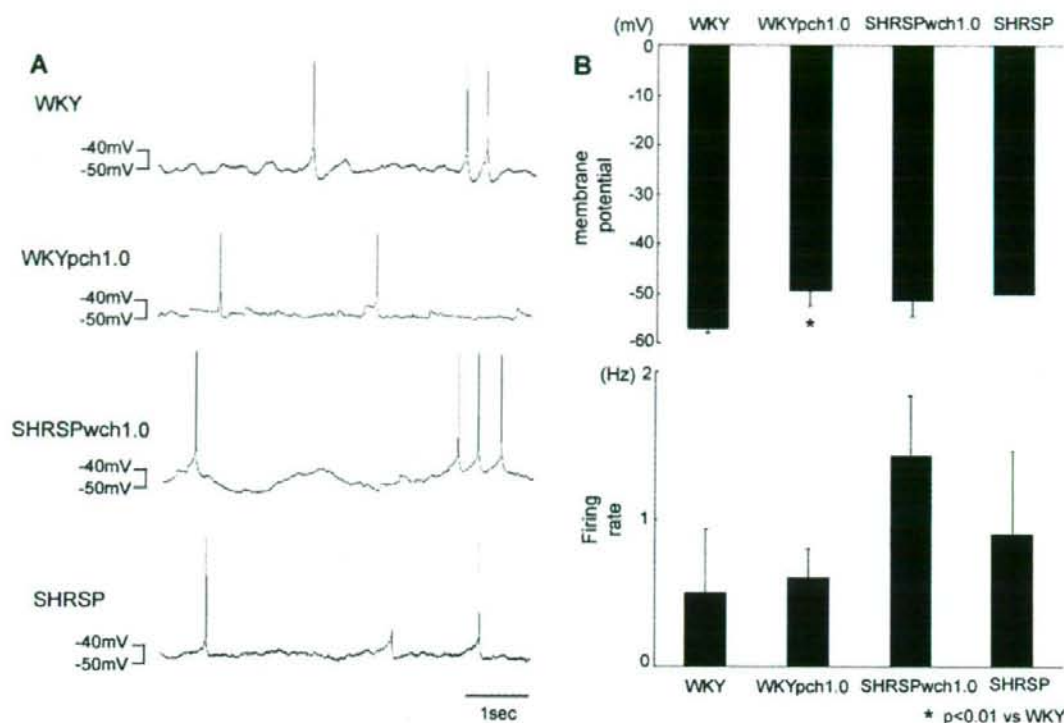 A
WKY
-40mV
-50mV
WKYpch1.0
-40mV
-50mV
SHRSPwch1.0
-40mV
-50mV
SHRSP
-40mV
-50mV
1sec
B
(mV)
WKY WKYpch1.0 SHRSPwch1.0 SHRSP
0
-10
-20
-30
-40
-50
-60
membrane
potential
*
(Hz)
2
1
0
Firing
rate
WKY WKYpch1.0 SHRSPwch1.0 SHRSP
* p<0.01 vs WKY